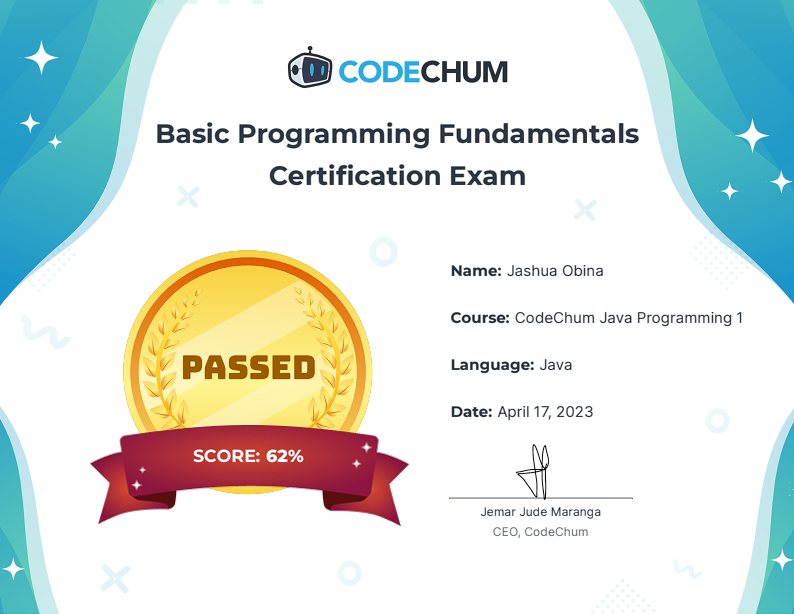 CODECHUM
Basic Programming Fundamentals
Certification Exam
PASSED
SCORE: 62%
Name: Jashua Obina
Course: CodeChum Java Programming 1
Language: Java
Date: April 17, 2023
Jemar Jude Maranga
CEO, CodeChum